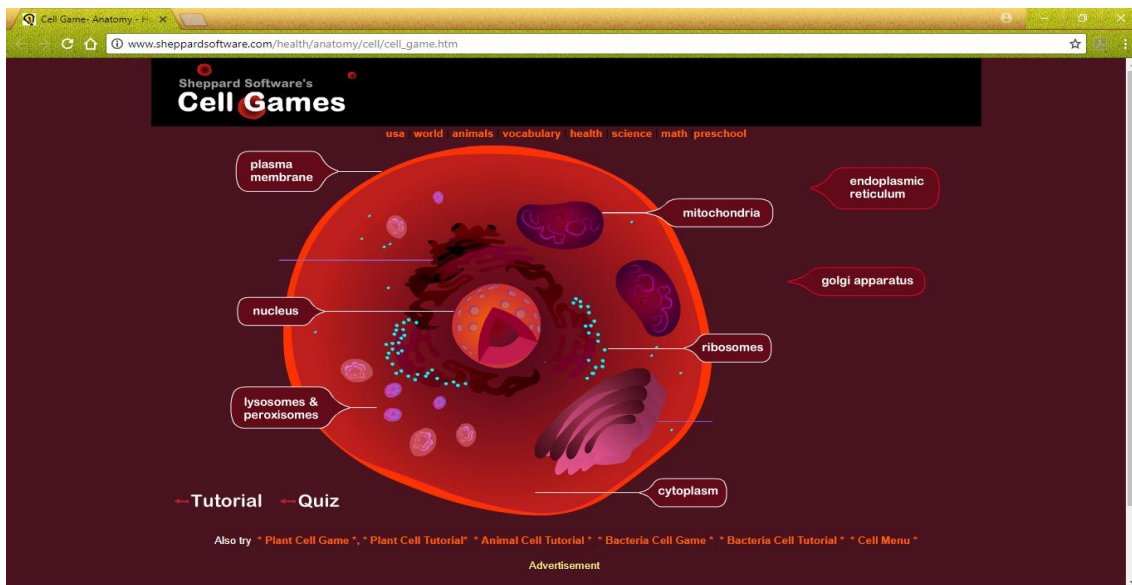 Cell Game- Anatomy - H
www.sheppardsoftware.com/health/anatomy/cell/cell_game.htm
Sheppard Software's
Cell Games
usa world animals vocabulary health science math preschool
plasma
membrane
endoplasmic
reticulum
mitochondria
golgi apparatus
nucleus
ribosomes
lysosomes &
peroxisomes
cytoplasm
←Tutorial ←Quiz
Also try * Plant Cell Game *, * Plant Cell Tutorial* * Animal Cell Tutorial * * Bacteria Cell Game * * Bacteria Cell Tutorial * * Cell Menu *
Advertisement